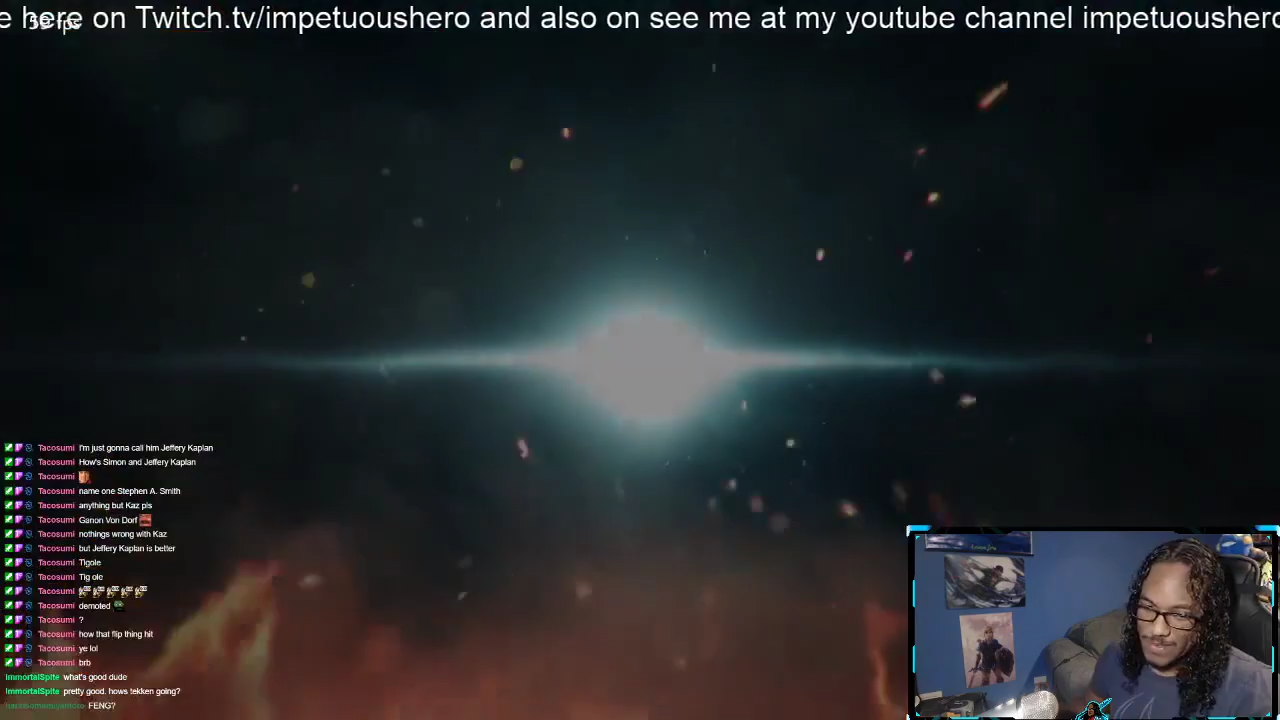 e here on Twitch.tv/impetuoushero and also on see me at my youtube channel impetuoushero
59 fps
Tacosumi I'm just gonna call him Jeffery Kaplan
Tacosumi How's Simon and Jeffery Kaplan
Tacosumi
Tacosumi name one Stephen A. Smith
Tacosumi anything but Kaz pls
Tacosumi Ganon Von Dorf
Tacosumi nothings wrong with Kaz
Tacosumi but Jeffery Kaplan is better
Tacosumi Tigole
Tacosumi Tig ole
Tacosumi
Tacosumi demoted
Tacosumi ?
Tacosumi how that flip thing hit
Tacosumi ye lol
Tacosumi brb
ImmortalSpite what's good dude
ImmortalSpite pretty good. hows tekken going?
FENG?